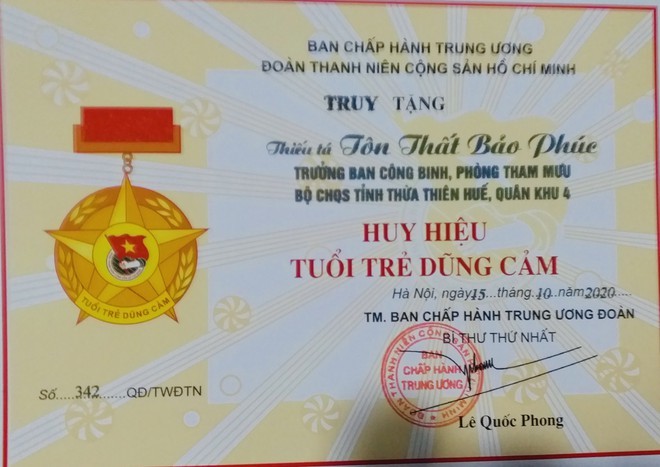 BAN CHẤP HÀNH TRUNG ƯƠNG
ĐOÀN THANH NIÊN CỘNG SẢN HỒ CHÍ MINH
TRUY TẶNG
Thiếu tá Tôn Thất Bảo Phúc
TRƯỞNG BAN CÔNG BINH, PHÒNG THAM MƯU
BỘ CHQS TỈNH THỪA THIÊN HUẾ, QUÂN KHU 4
HUY HIỆU
TUỔI TRẺ DŨNG CẢM
TUỔI TRẺ DŨNG CẢM
Hà Nội, ngày 15 tháng 10 năm 2020
TM. BAN CHẤP HÀNH TRUNG ƯƠNG ĐOÀN
BÍ THƯ THỨ NHẤT
BAN
CHẤP HÀNH
TRUNG ƯƠNG
Số 342 QĐ/TWĐTN
Lê Quốc Phong